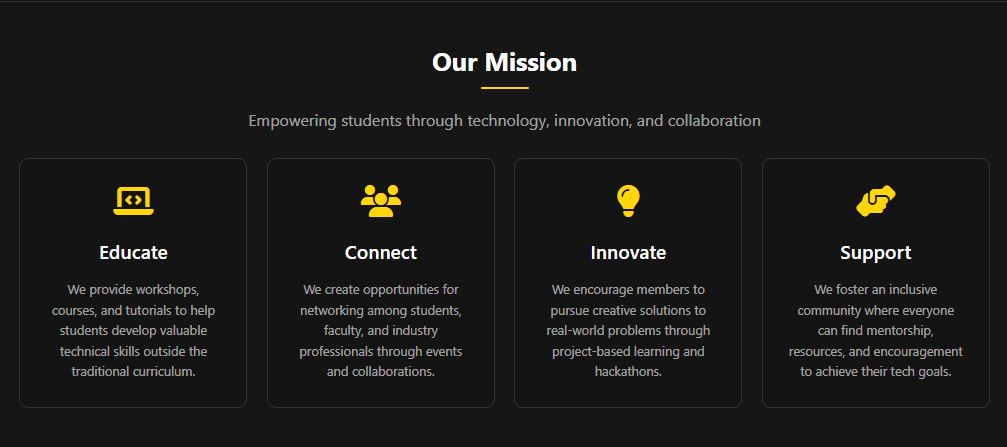 Our Mission
Empowering students through technology, innovation, and collaboration
Educate
We provide workshops,
courses, and tutorials to help
students develop valuable
technical skills outside the
traditional curriculum.
Connect
We create opportunities for
networking among students,
faculty, and industry
professionals through events
and collaborations.
Innovate
We encourage members to
pursue creative solutions to
real-world problems through
project-based learning and
hackathons.
Support
We foster an inclusive
community where everyone
can find mentorship,
resources, and encouragement
to achieve their tech goals.